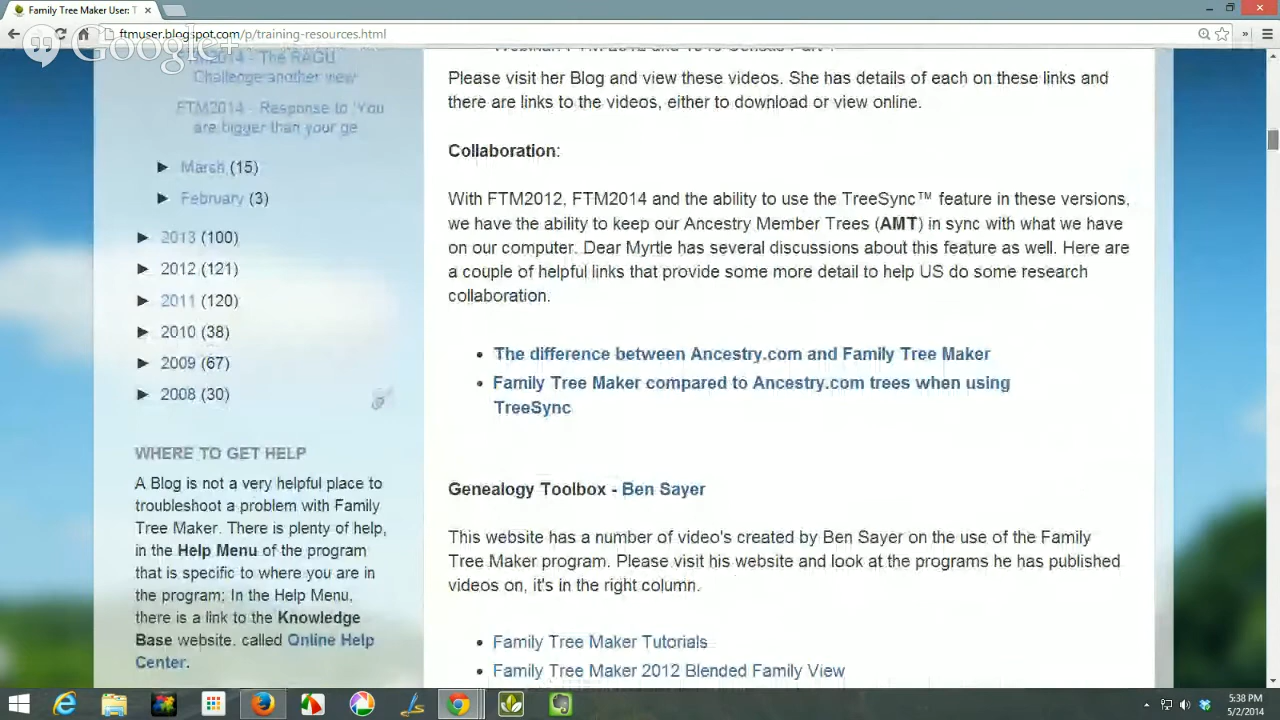 Family Tree Maker User: T
ftmuser.blogspot.com/p/training-resources.html
Google+
FTM2014 - The RAGU
Challenge another view
FTM2014 - Response to 'You
are bigger than your ge
March (15)
February (3)
2013 (100)
2012 (121)
2011 (120)
2010 (38)
2009 (67)
2008 (30)
WHERE TO GET HELP
A Blog is not a very helpful place to
troubleshoot a problem with Family
Tree Maker. There is plenty of help,
in the Help Menu of the program
that is specific to where you are in
the program; In the Help Menu,
there is a link to the Knowledge
Base website. called Online Help
Center.
Please visit her Blog and view these videos. She has details of each on these links and
there are links to the videos, either to download or view online.
Collaboration:
With FTM2012, FTM2014 and the ability to use the TreeSync™ feature in these versions,
we have the ability to keep our Ancestry Member Trees (AMT) in sync with what we have
on our computer. Dear Myrtle has several discussions about this feature as well. Here are
a couple of helpful links that provide some more detail to help US do some research
collaboration.
The difference between Ancestry.com and Family Tree Maker
Family Tree Maker compared to Ancestry.com trees when using
TreeSync
Genealogy Toolbox - Ben Sayer
This website has a number of video's created by Ben Sayer on the use of the Family
Tree Maker program. Please visit his website and look at the programs he has published
videos on, it's in the right column.
Family Tree Maker Tutorials
Family Tree Maker 2012 Blended Family View
5:38 PM
5/2/2014